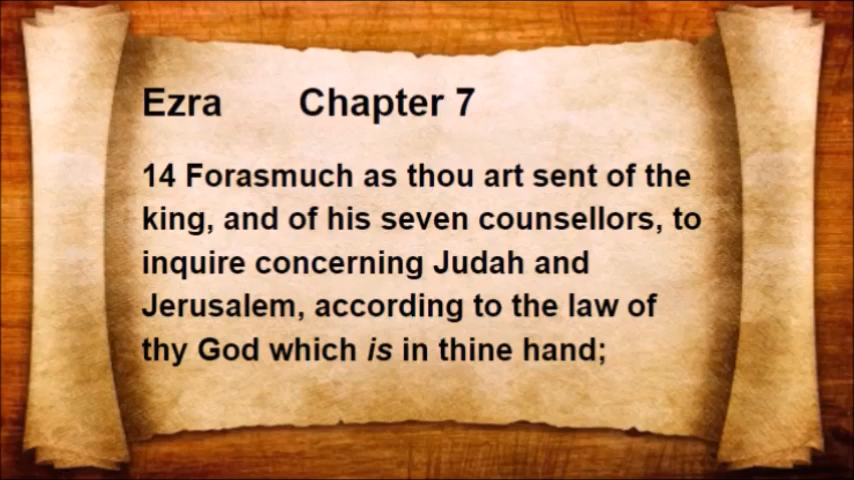 Ezra Chapter 7
14 Forasmuch as thou art sent of the
king, and of his seven counsellors, to
inquire concerning Judah and
Jerusalem, according to the law of
thy God which is in thine hand;